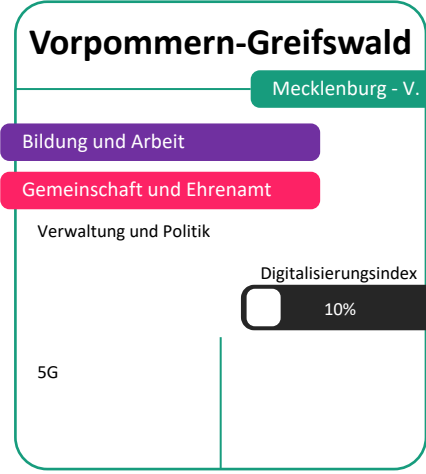 Vorpommern-Greifswald
Mecklenburg - V.
Bildung und Arbeit
Gemeinschaft und Ehrenamt
Verwaltung und Politik
Digitalisierungsindex
10%
5G